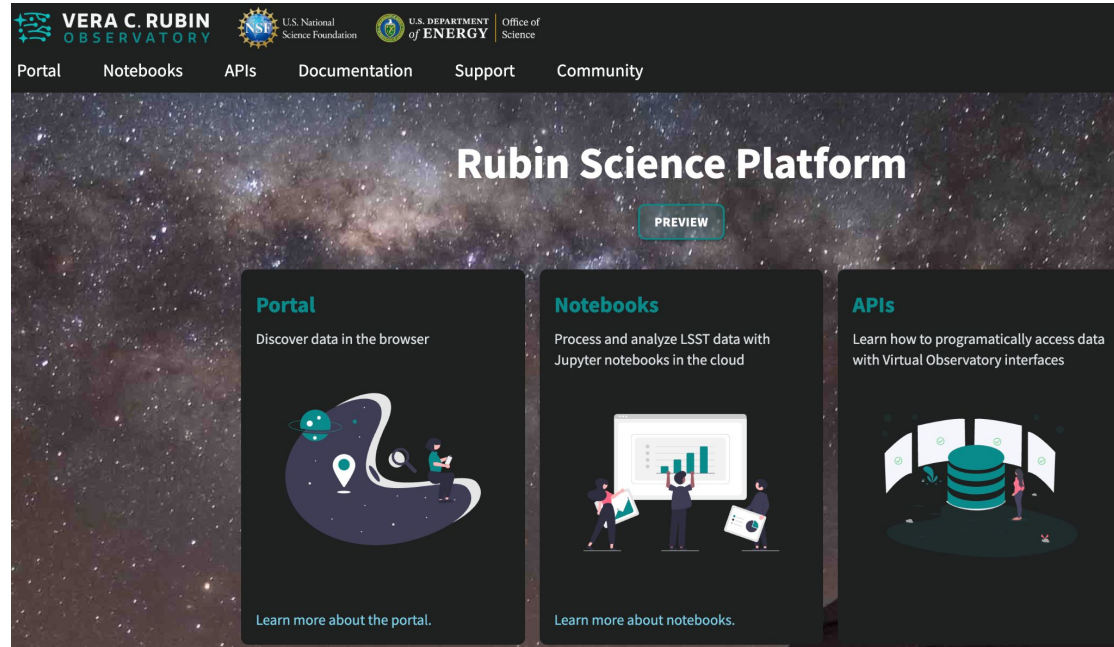 VERA C. RUBIN
OBSERVATORY
NSF
U.S. National
Science Foundation
U.S. DEPARTMENT
of ENERGY
Office of
Science
Portal
Notebooks
APIs
Documentation
Support
Community
Rubin Science Platform
PREVIEW
Portal
Discover data in the browser
Learn more about the portal.
Notebooks
Process and analyze LSST data with
Jupyter notebooks in the cloud
Learn more about notebooks.
APIs
Learn how to programatically access data
with Virtual Observatory interfaces